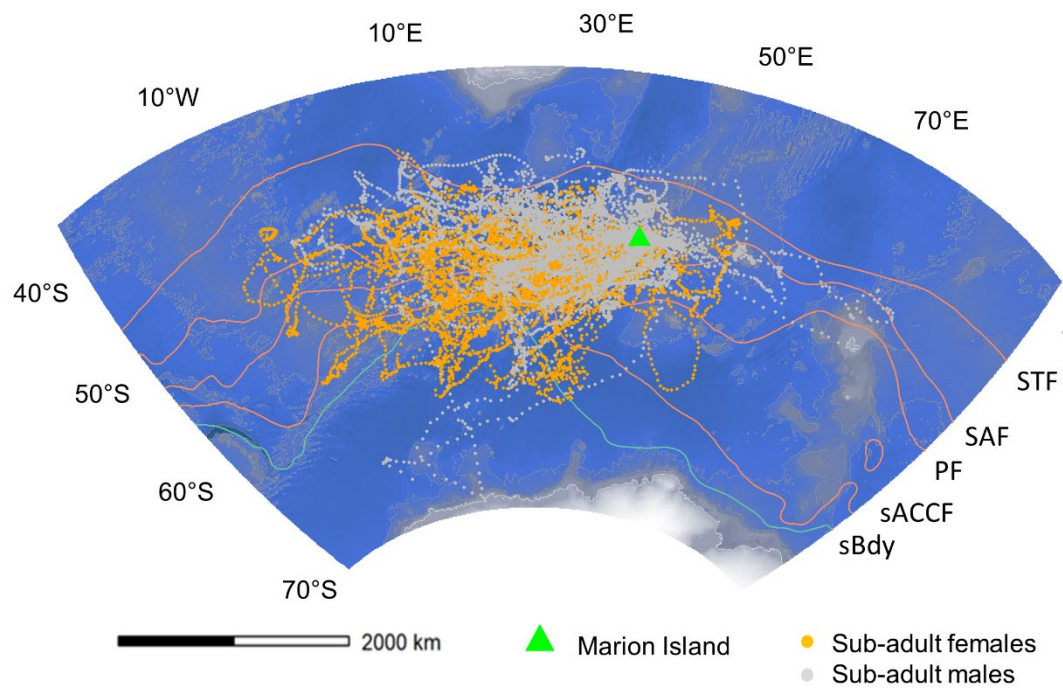 10°W
10°E
30°E
50°E
70°E
40°S
50°S
60°S
70°S
STF
SAF
PF
sACCF
sBdy
2000 km
Marion Island
Sub-adult females
Sub-adult males